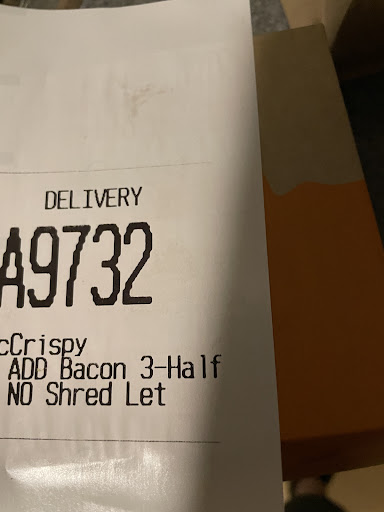 DELIVERY
A9732
cCrispy
ADD Bacon 3-Half
NO Shred Let